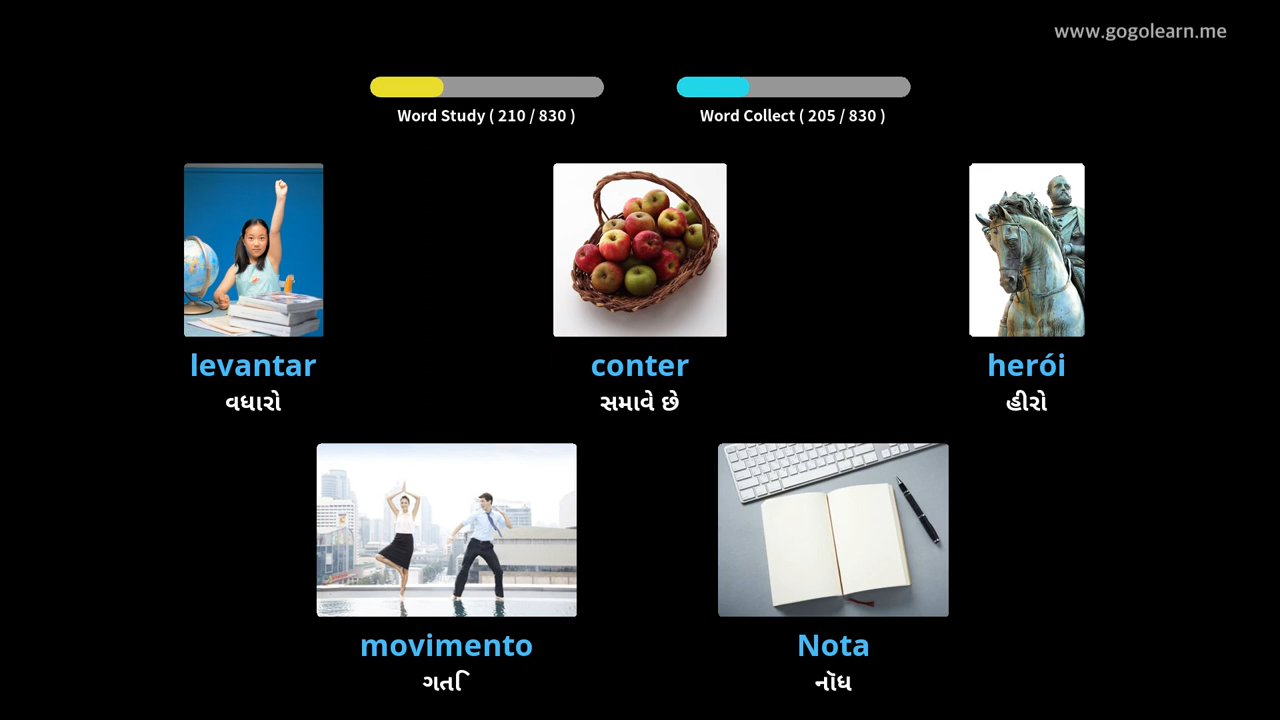 www.gogolearn.me
Word Study ( 210 / 830 )
Word Collect ( 205 / 830 )
levantar
conter
herói
વધારો
સમાવે છે
હીરો
movimento
Nota
ગતિ
નોંધ